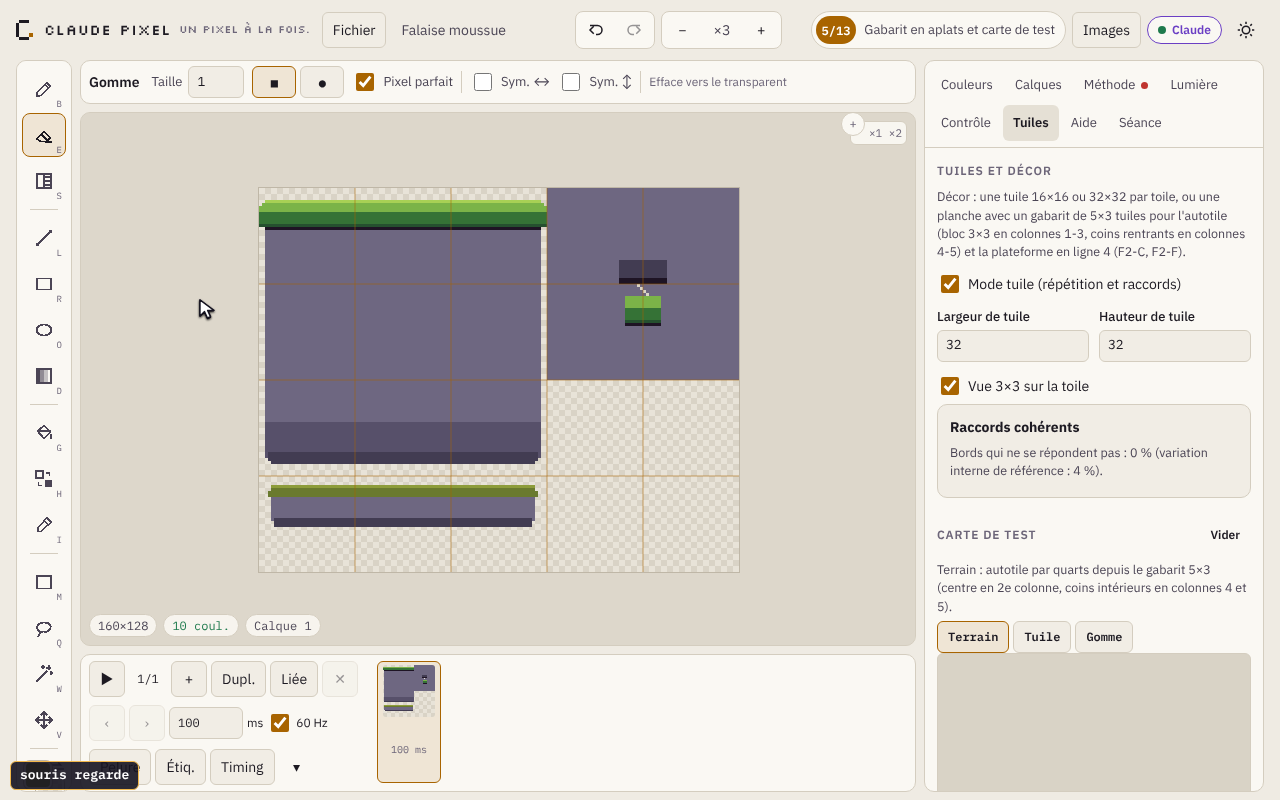 CLAUDE PIXEL UN PIXEL À LA FOIS. Fichier Falaise moussue − ×3 + 5/13 Gabarit en aplats et carte de test Images Claude
Gomme Taille 1 ■ ● Pixel parfait Sym. ↔ Sym. ↕ Efface vers le transparent
B
E
S
L
R
O
D
G
H
I
M
Q
W
V
+ ×1 ×2
160×128 10 coul. Calque 1
1/1 + Dupl. Liée ×
‹ › 100 ms 60 Hz
Étiq. Timing ▼
100 ms
souris regarde
Couleurs Calques Méthode Lumière
Contrôle Tuiles Aide Séance
TUILES ET DÉCOR
Décor : une tuile 16×16 ou 32×32 par toile, ou une
planche avec un gabarit de 5×3 tuiles pour l'autotile
(bloc 3×3 en colonnes 1-3, coins rentrants en colonnes
4-5) et la plateforme en ligne 4 (F2-C, F2-F).
Mode tuile (répétition et raccords)
Largeur de tuile Hauteur de tuile
32 32
Vue 3×3 sur la toile
Raccords cohérents
Bords qui ne se répondent pas : 0 % (variation
interne de référence : 4 %).
CARTE DE TEST Vider
Terrain : autotile par quarts depuis le gabarit 5×3
(centre en 2e colonne, coins intérieurs en colonnes 4 et
5).
Terrain Tuile Gomme